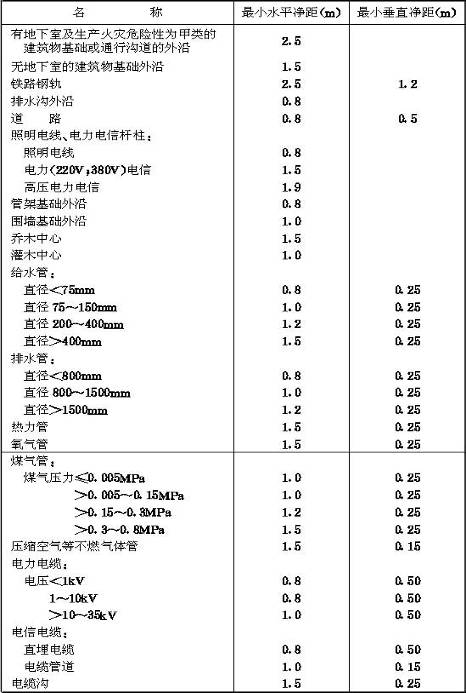 名 称 最小水平净距(m) 最小垂直净距(m)
有地下室及生产火灾危险性为甲类的
建筑物基础或通行沟道的外沿 2.5
无地下室的建筑物基础外沿 1.5
铁路钢轨 2.5 1.2
排水沟外沿 0.8
道 路 0.8 0.5
照明电线、电力电信杆柱:
照明电线 0.8
电力(220V,380V)电信 1.5
高压电力电信 1.9
管架基础外沿 0.8
围墙基础外沿 1.0
乔木中心 1.5
灌木中心 1.0
给水管:
直径<75mm 0.8 0.25
直径 75~150mm 1.0 0.25
直径 200~400mm 1.2 0.25
直径>400mm 1.5 0.25
排水管:
直径<800mm 0.8 0.25
直径 800~1500mm 1.0 0.25
直径>1500mm 1.2 0.25
热力管 1.5 0.25
氧气管 1.5 0.25
煤气管:
煤气压力≤0.005MPa 1.0 0.25
>0.005~0.15MPa 1.0 0.25
>0.15~0.3MPa 1.2 0.25
>0.3~0.8MPa 1.5 0.25
压缩空气等不燃气体管 1.5 0.15
电力电缆:
电压<1kV 0.8 0.50
1~10kV 0.8 0.50
>10~35kV 1.0 0.50
电信电缆:
直埋电缆 0.8 0.50
电缆管道 1.0 0.15
电缆沟 1.5 0.25